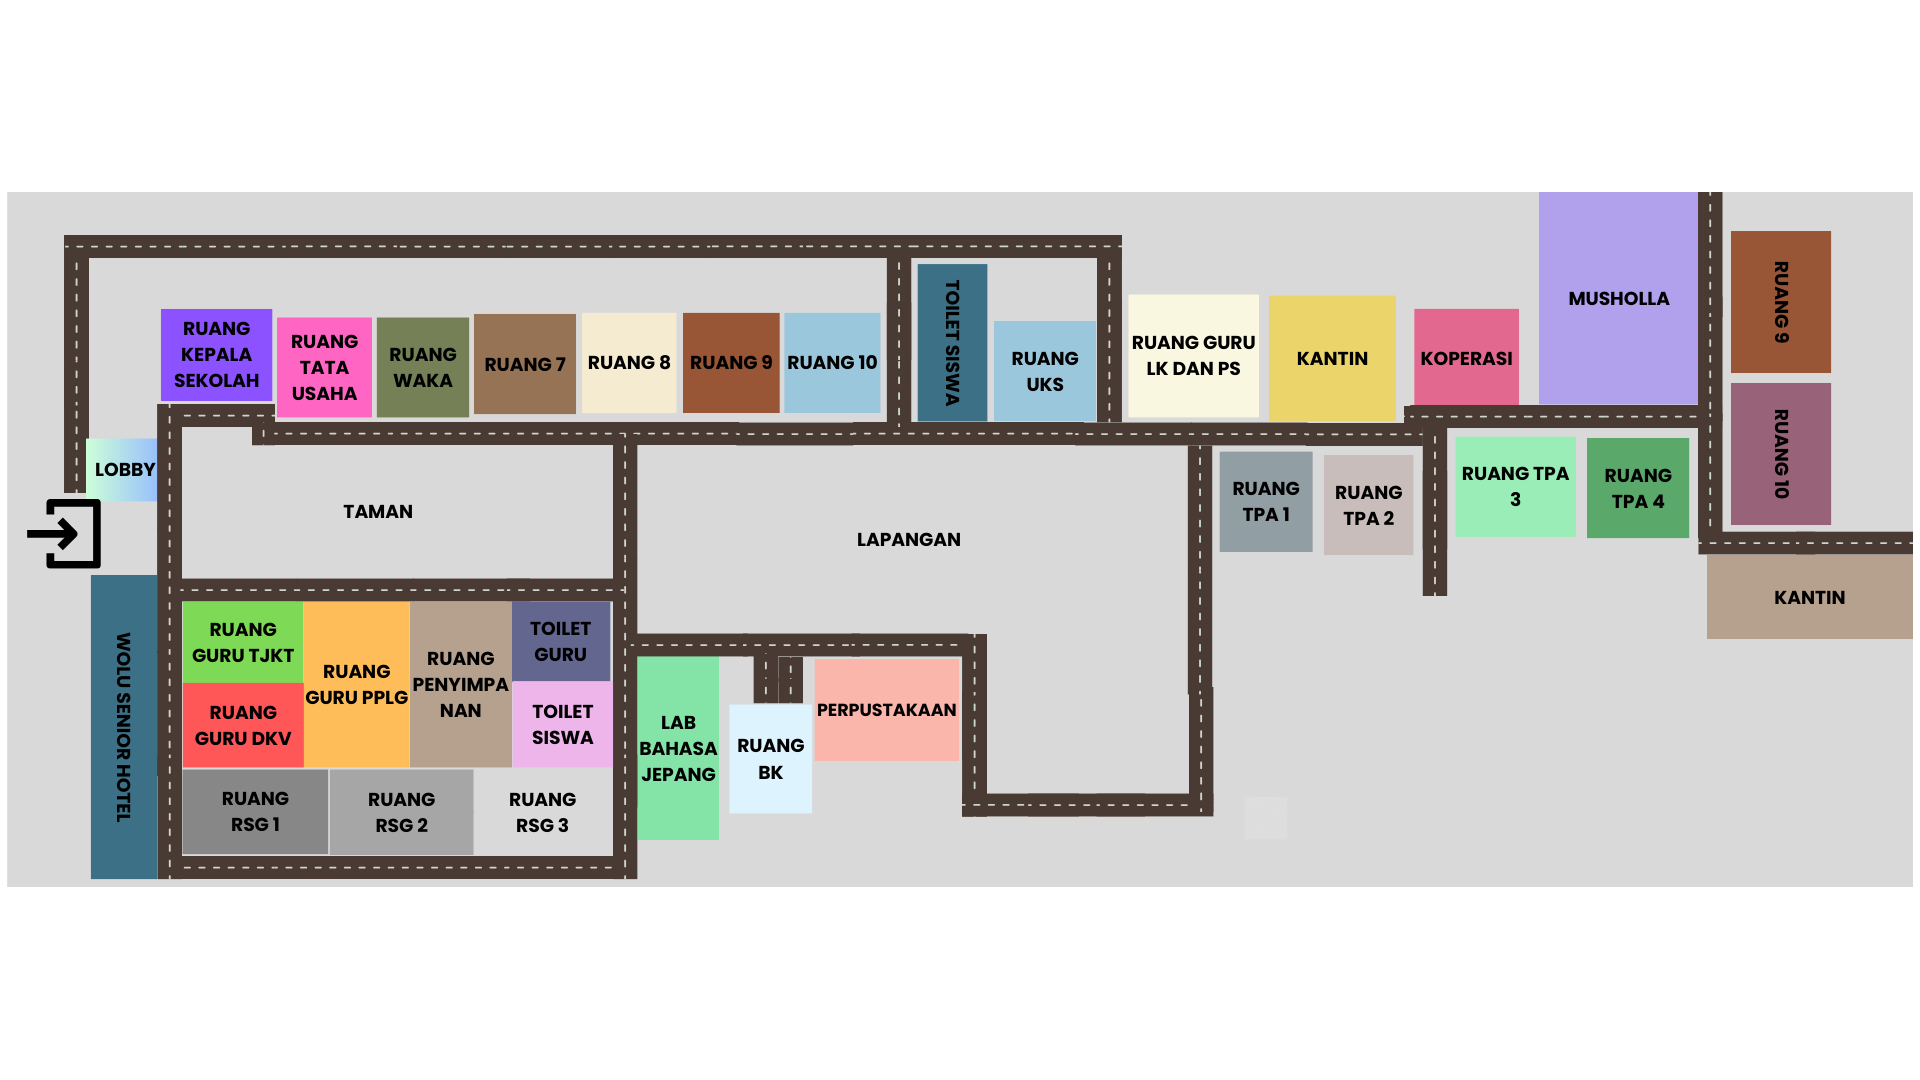 RUANG
KEPALA
SEKOLAH
RUANG
TATA
USAHA
RUANG
WAKA
RUANG 7
RUANG 8
RUANG 9
RUANG 10
TOILET SISWA
RUANG
UKS
RUANG GURU
LK DAN PS
KANTIN
KOPERASI
MUSHOLLA
RUANG 9
RUANG 10
LOBBY
TAMAN
LAPANGAN
RUANG
TPA 1
RUANG
TPA 2
RUANG TPA
3
RUANG
TPA 4
KANTIN
WOLU SENIOR HOTEL
RUANG
GURU TJKT
RUANG
GURU DKV
RUANG
GURU PPLG
RUANG
PENYIMPA
NAN
TOILET
GURU
TOILET
SISWA
RUANG
RSG 1
RUANG
RSG 2
RUANG
RSG 3
LAB
BAHASA
JEPANG
RUANG
BK
PERPUSTAKAAN